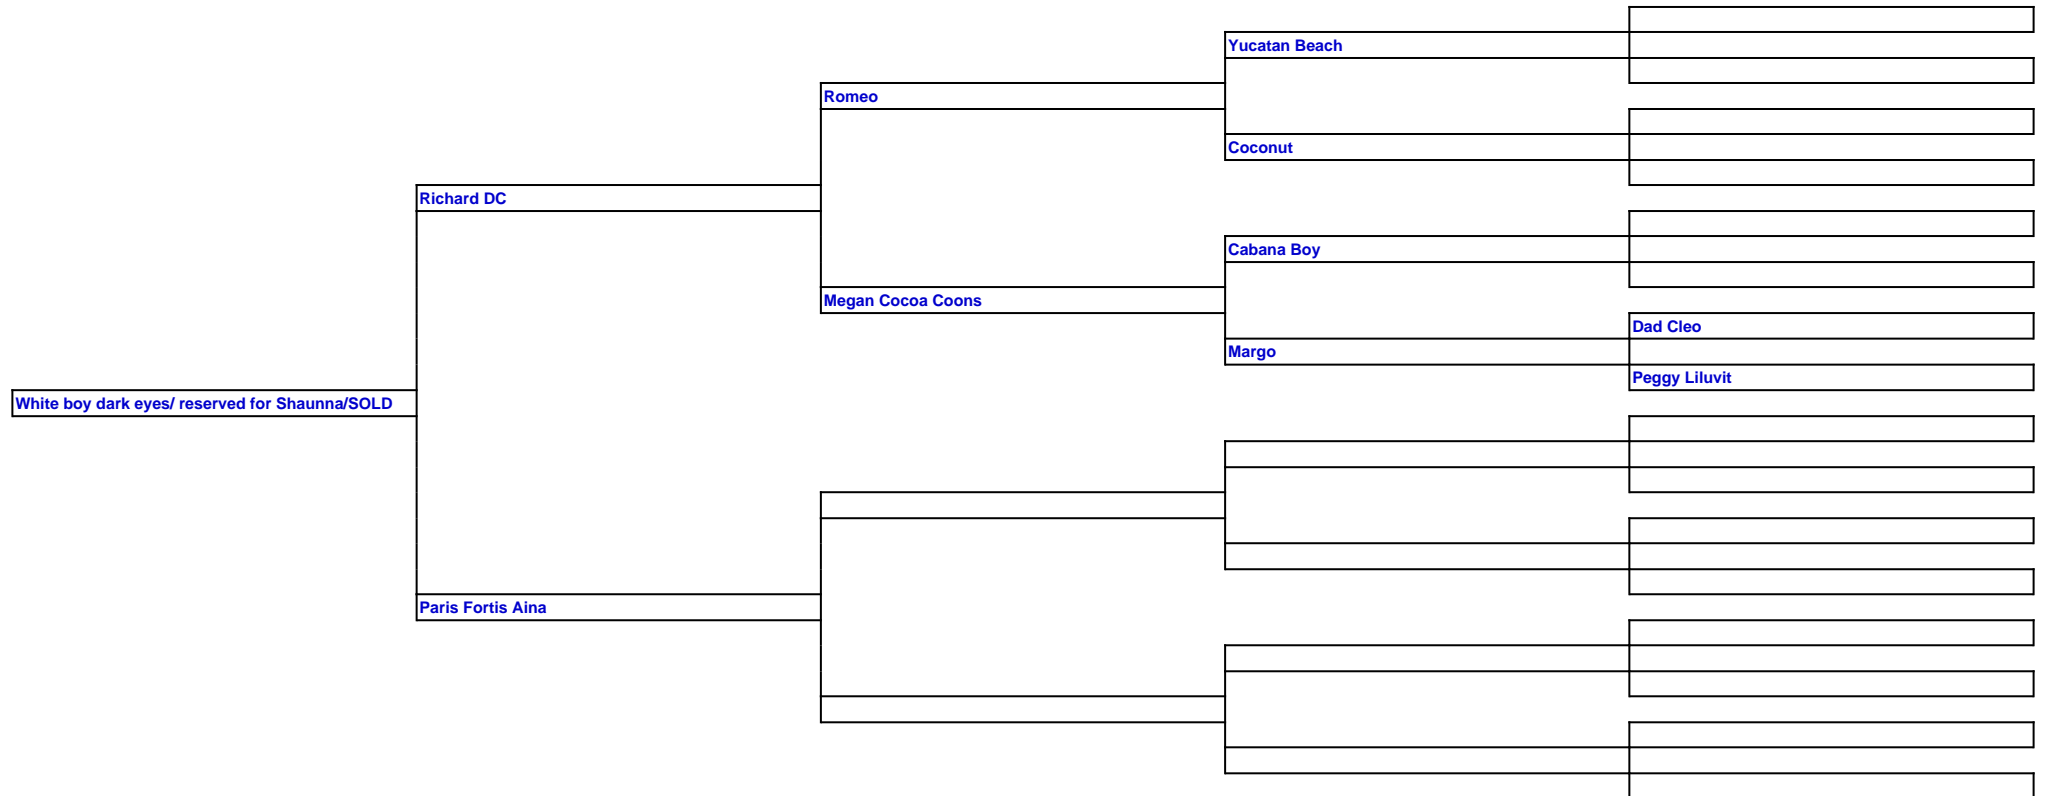 Yucatan Beach
Romeo
Coconut
Richard DC
Cabana Boy
Megan Cocoa Coons
Dad Cleo
Margo
Peggy Liluvit
White boy dark eyes/ reserved for Shaunna/SOLD
Paris Fortis Aina